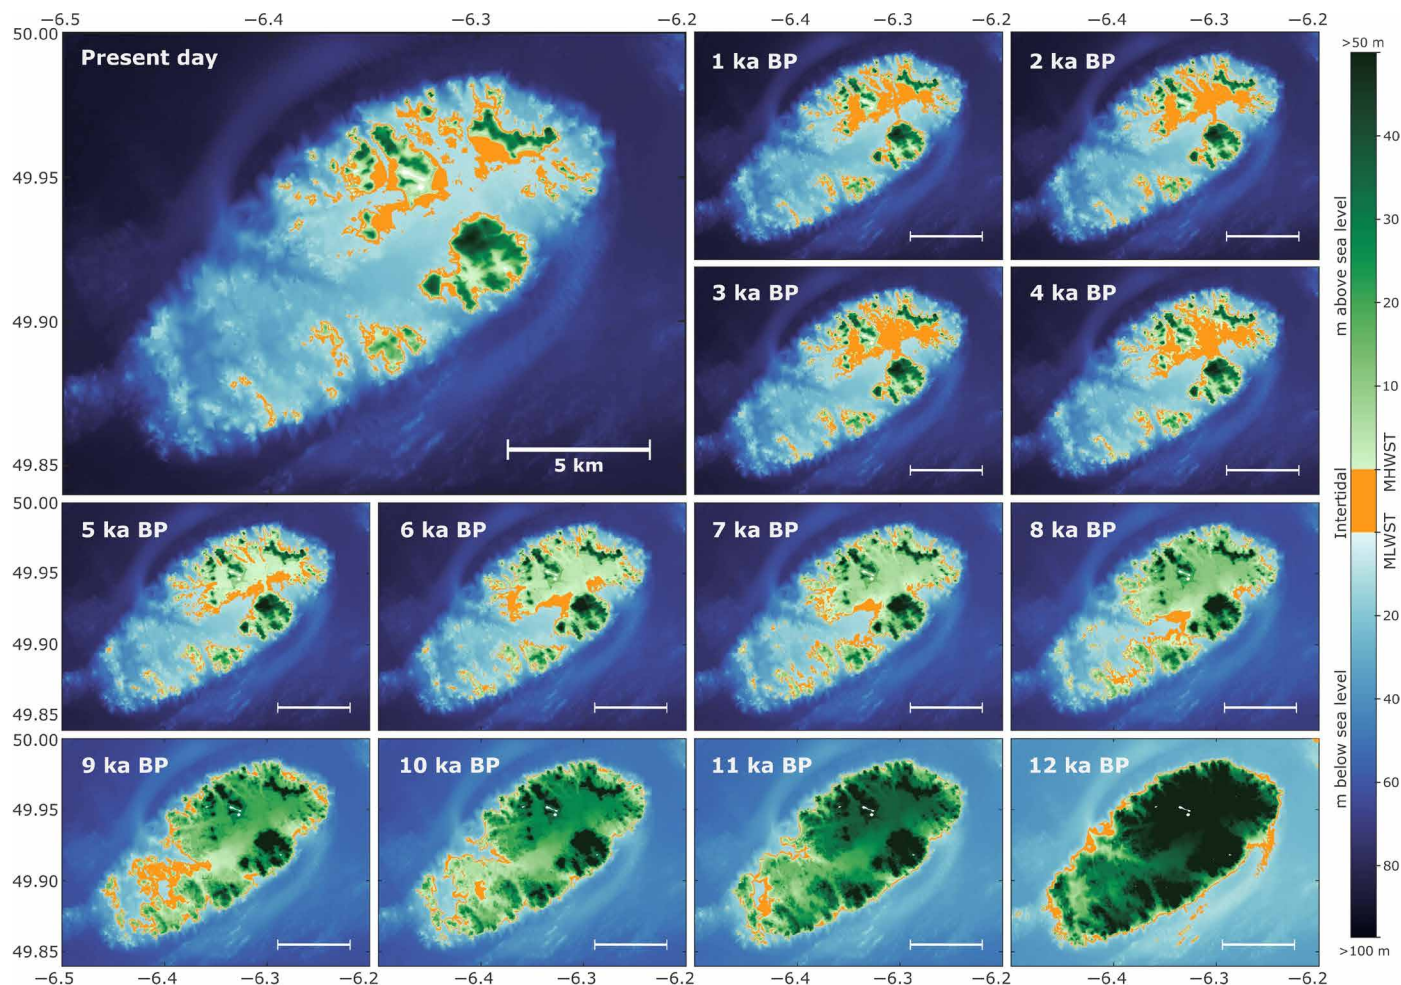 −6.5 −6.4 −6.3 −6.2 −6.4 −6.3 −6.2 −6.4 −6.3 −6.2
50.00
49.95
49.90
49.85
Present day
5 km
1 ka BP
2 ka BP
3 ka BP
4 ka BP
50.00
49.95
49.90
49.85
5 ka BP
6 ka BP
7 ka BP
8 ka BP
50.00
49.95
49.90
49.85
9 ka BP
10 ka BP
11 ka BP
12 ka BP
−6.5 −6.4 −6.3 −6.2 −6.4 −6.3 −6.2 −6.4 −6.3 −6.2 −6.4 −6.3 −6.2
>50 m
40
30
20
10
MHWST
MLWST
20
40
60
80
>100 m
m above sea level
Intertidal
m below sea level